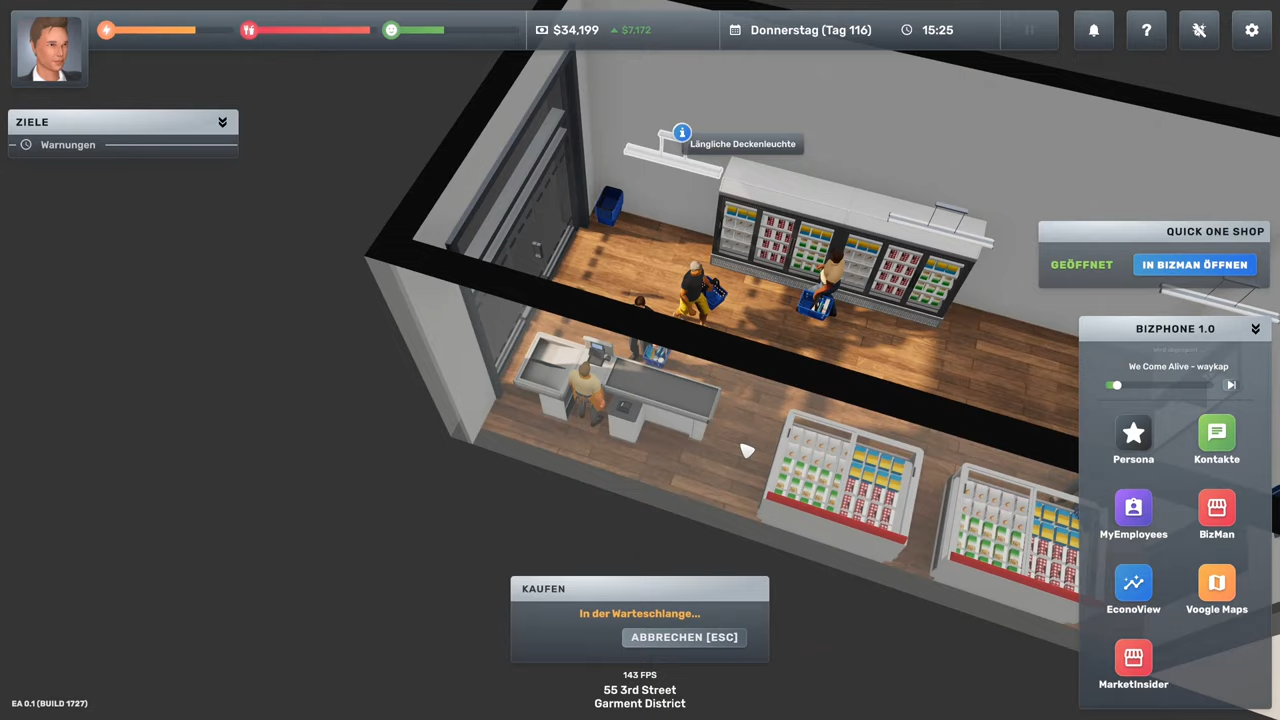 $34,199
$7,172
Donnerstag (Tag 116)
15:25
?
ZIELE
Warnungen
i
Längliche Deckenleuchte
QUICK ONE SHOP
GEÖFFNET
IN BIZMAN ÖFFNEN
BIZPHONE 1.0
We Come Alive - waykap
Persona
Kontakte
MyEmployees
BizMan
EconoView
Voogle Maps
MarketInsider
KAUFEN
In der Warteschlange...
ABBRECHEN [ESC]
143 FPS
55 3rd Street
Garment District
EA 0.1 (BUILD 1727)